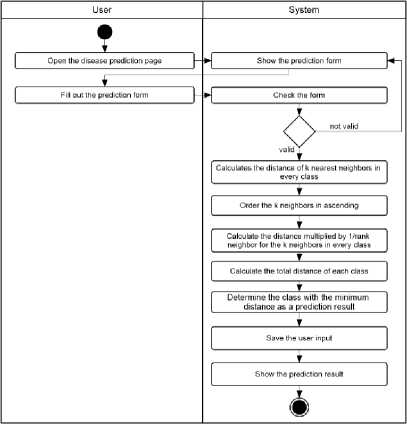 User
System
Open the disease prediction page
Show the prediction form
Fill out the prediction form
Check the form
not valid
valid
Calculates the distance of k nearest neighbors in
every class
Order the k neighbors in ascending
Calculate the distance multiplied by 1/rank
neighbor for the k neighbors in every class
Calculate the total distance of each class
Determine the class with the minimum
distance as a prediction result
Save the user input
Show the prediction result